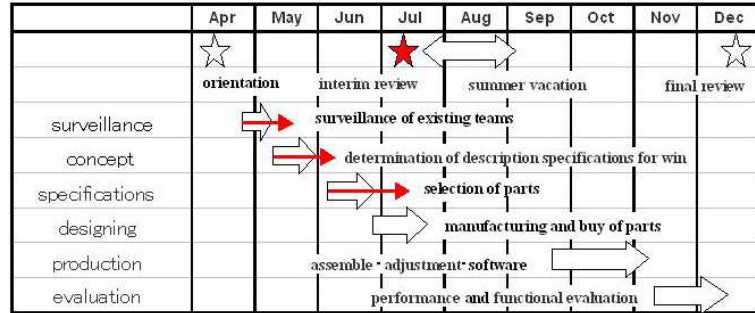 Apr May Jun Jul Aug Sep Oct Nov Dec
orientation interim review summer vacation final review
surveillance surveillance of existing teams
concept determination of description specifications for win
specifications selection of parts
designing manufacturing and buy of parts
production assemble・adjustment・software
evaluation performance and functional evaluation